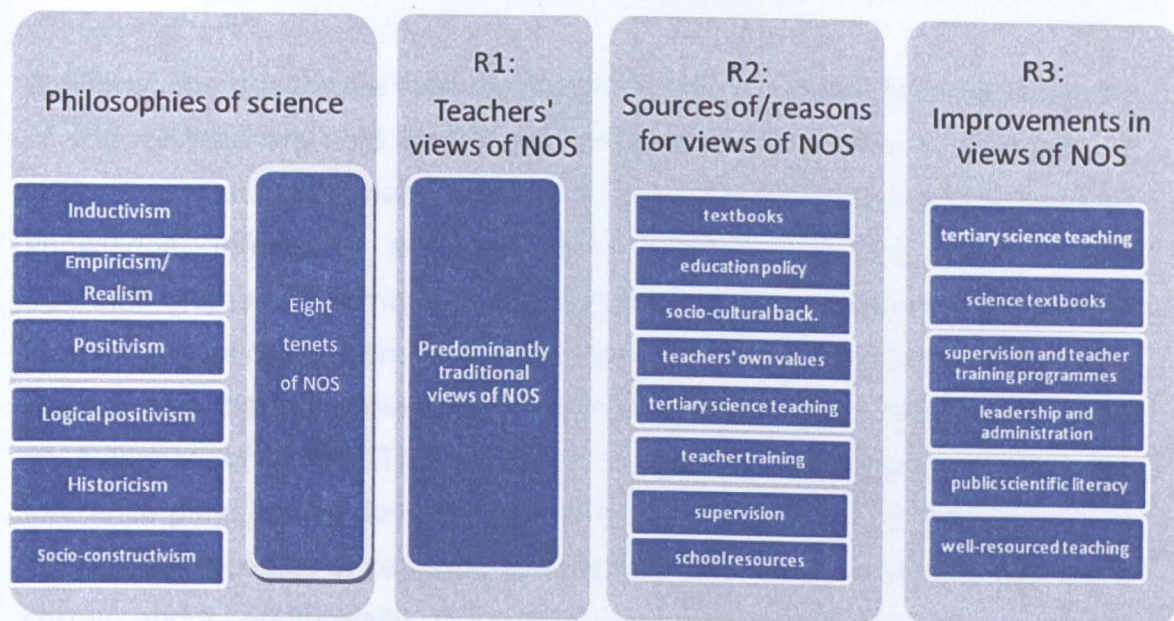 Philosophies of science
Inductivism
Empiricism/
Realism
Positivism
Logical positivism
Historicism
Socio-constructivism
Eight
tenets
of NOS
R1:
Teachers'
views of NOS
Predominantly
traditional
views of NOS
R2:
Sources of/reasons
for views of NOS
textbooks
education policy
socio-cultural back.
teachers' own values
tertiary science teaching
teacher training
supervision
school resources
R3:
Improvements in
views of NOS
tertiary science teaching
science textbooks
supervision and teacher
training programmes
leadership and
administration
public scientific literacy
well-resourced teaching